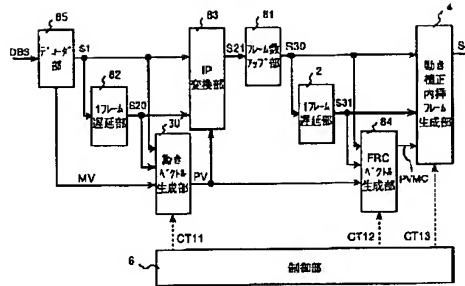 85
83
81
4
DBS
デコーダ部
S1
IP変換部
S21
フレーム数アップ部
S30
動き補正内挿フレーム生成部
82
1フレーム遅延部
S20
30
2
1フレーム遅延部
S31
84
動きベクトル生成部
MV
PV
FRCベクトル生成部
PVMC
CT11
CT12
CT13
6
制御部